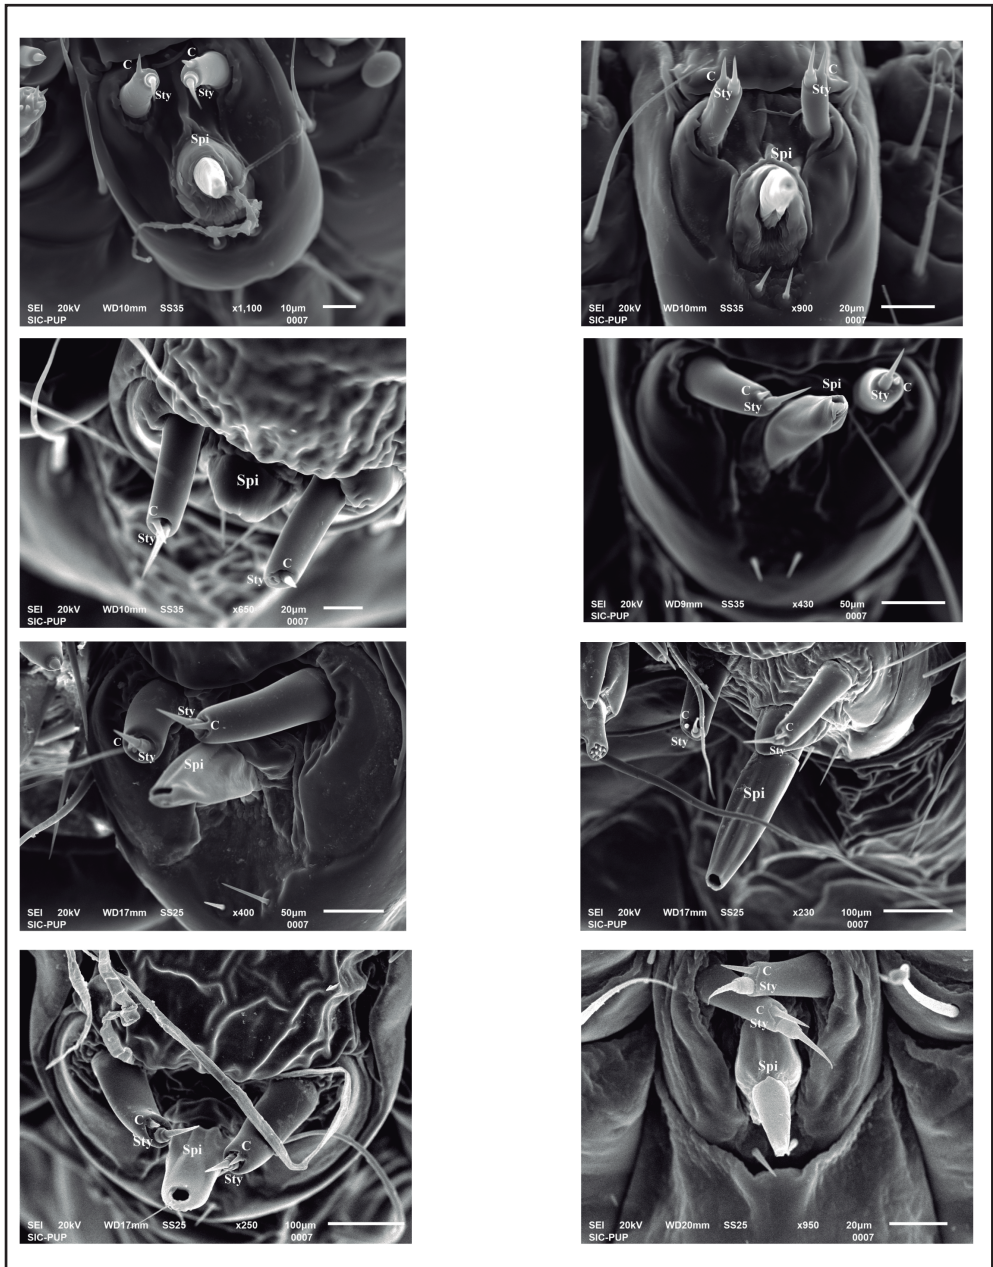 C
C
Sty
Sty
Spi
SEI 20kV WD10mm SS35 x1,100 10µm
SIC-PUP 0007
C
C
Sty
Sty
Spi
SEI 20kV WD10mm SS35 x900 20µm
SIC-PUP 0007
Spi
C
Sty
C
Sty
SEI 20kV WD10mm SS35 x650 20µm
SIC-PUP 0007
Spi
C
C
Sty
Sty
SEI 20kV WD9mm SS35 x430 50µm
SIC-PUP 0007
Sty
C
C
Sty
Spi
SEI 20kV WD17mm SS25 x400 50µm
SIC-PUP 0007
C
C
Sty
Sty
Spi
SEI 20kV WD17mm SS25 x230 100µm
SIC-PUP 0007
C
Sty
Spi
C
Sty
SEI 20kV WD17mm SS25 x250 100µm
SIC-PUP 0007
C
Sty
C
Sty
Spi
SEI 20kV WD20mm SS25 x950 20µm
SIC-PUP 0007